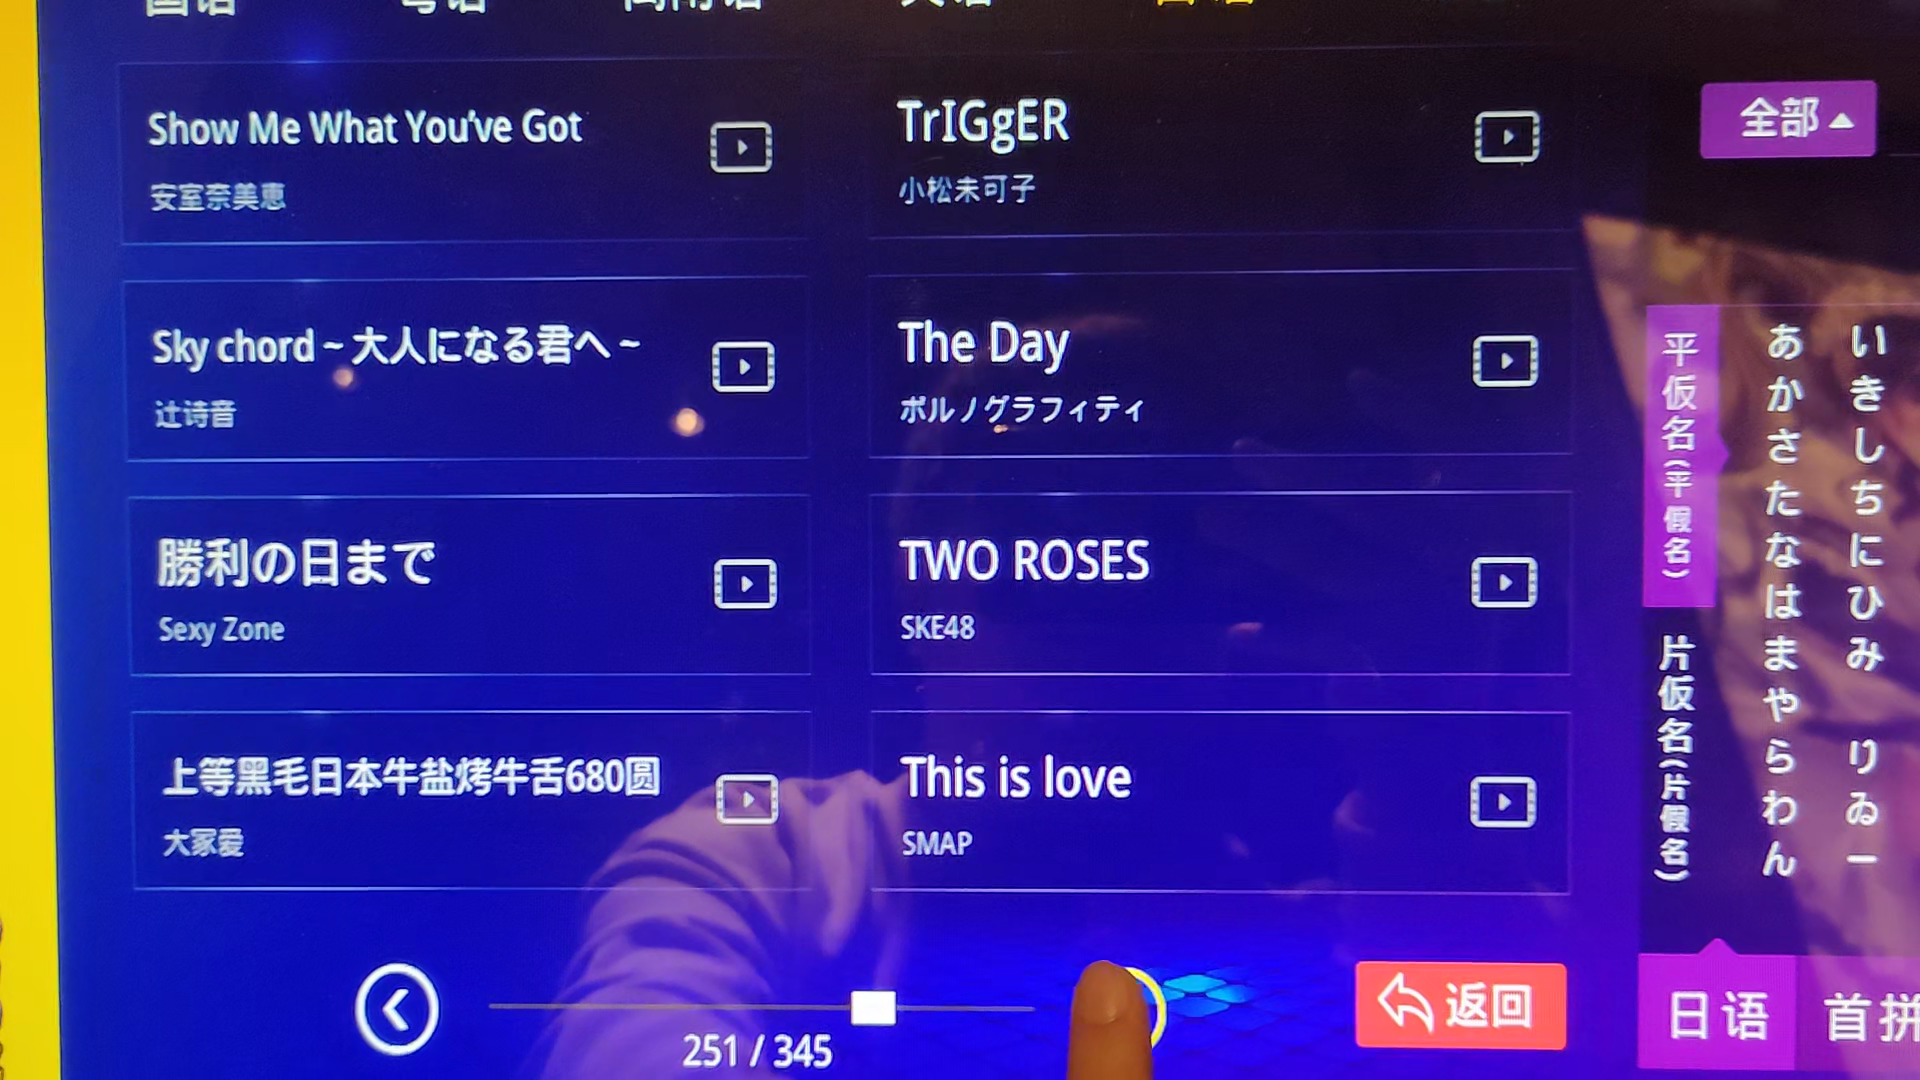 Show Me What You've Got
安室奈美惠
TrIGgER
小松未可子
Sky chord ~ 大人になる君へ ~
辻诗音
The Day
ポルノグラフィティ
勝利の日まで
Sexy Zone
TWO ROSES
SKE48
上等黑毛日本牛盐烤牛舌680圆
大冢爱
This is love
SMAP
251 / 345
返回
全部
平仮名(平假名)
片仮名(片假名)
あかさたなはまやらわん
いきしちにひみ りゐー
日语
首拼